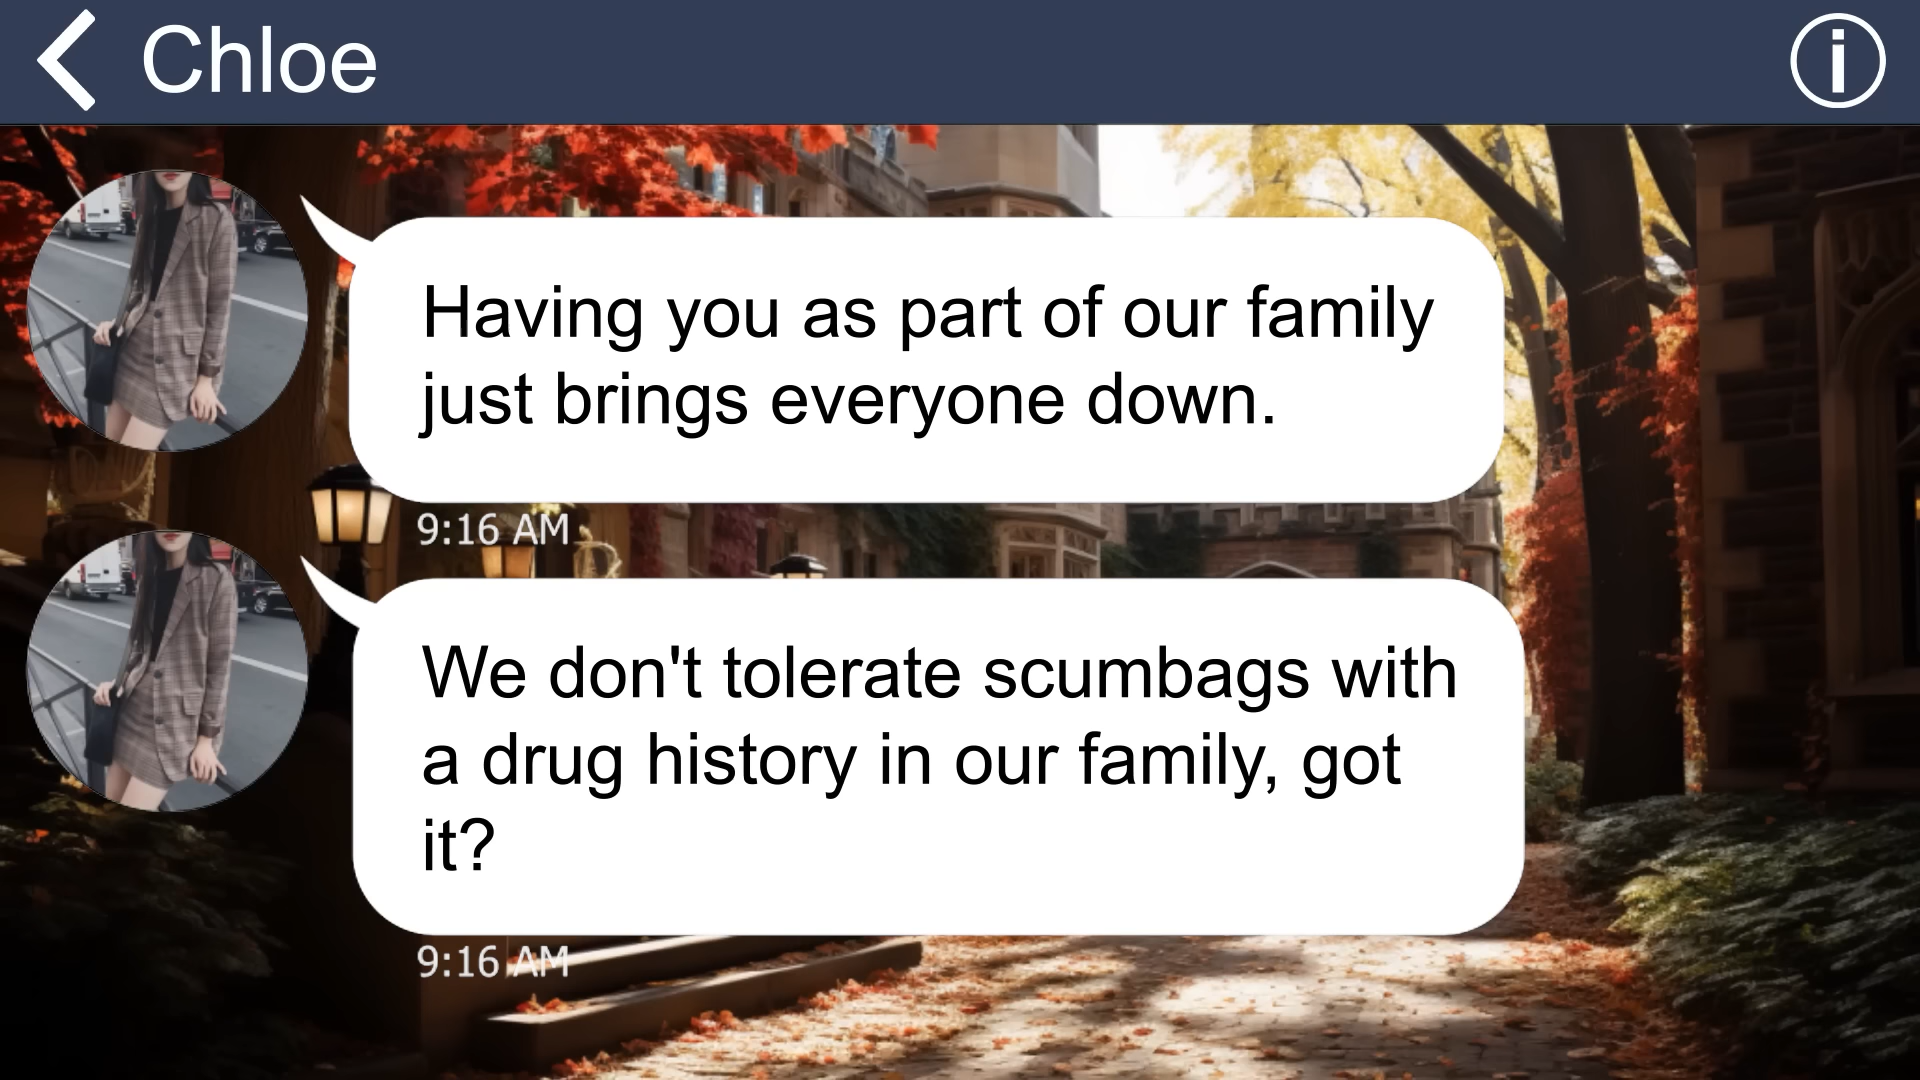 Chloe
Having you as part of our family
just brings everyone down.
9:16 AM
We don't tolerate scumbags with
a drug history in our family, got
it?
9:16 AM